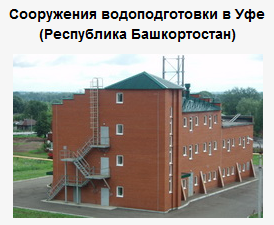 Сооружения водоподготовки в Уфе
(Республика Башкортостан)